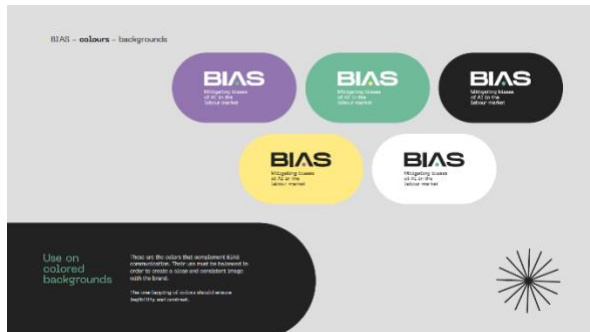 BIAS – colours – backgrounds
BIAS
Mitigating biases
of AI in the
labour market
BIAS
Mitigating biases
of AI in the
labour market
BIAS
Mitigating biases
of AI in the
labour market
BIAS
Mitigating biases
of AI in the
labour market
BIAS
Mitigating biases
of AI in the
labour market
Use on
colored
backgrounds
These are the colors that complement BIAS
communication. Their use must be balanced in
order to create a clean and consistent image
with the brand.
The overlapping of colors should ensure
legibility and contrast.